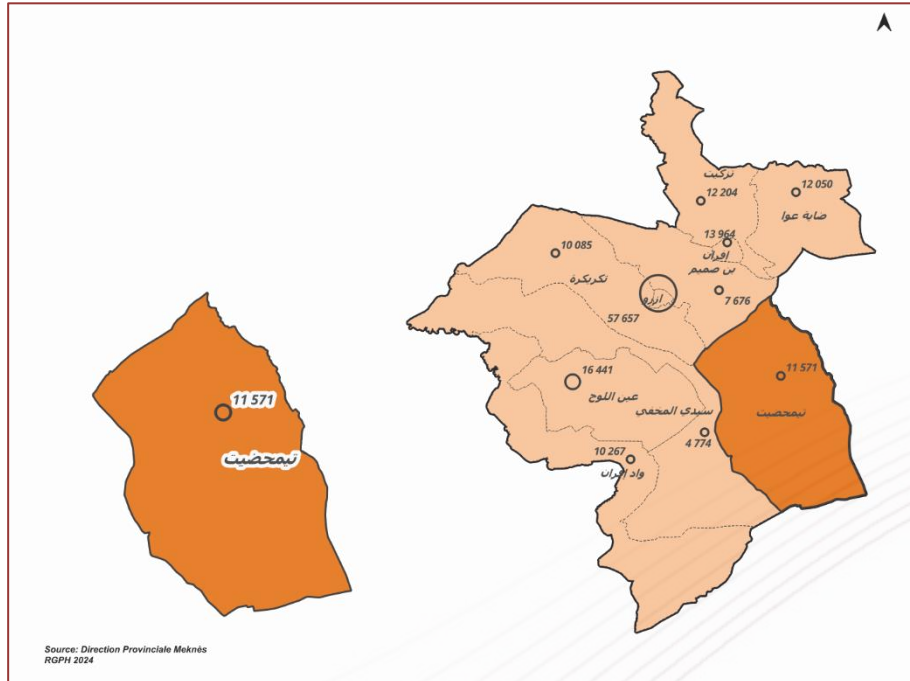 تزكيت
12 204
12 050
ضاية عوا
13 964
إفران
بن صميم
7 676
10 085
تكريكرة
ازرو
57 657
11 571
تيمحضيت
16 441
عين اللوح
سيدي المخفي
4 774
10 267
واد إفران
11 571
تيمحضيت
Source: Direction Provinciale Meknès
RGPH 2024